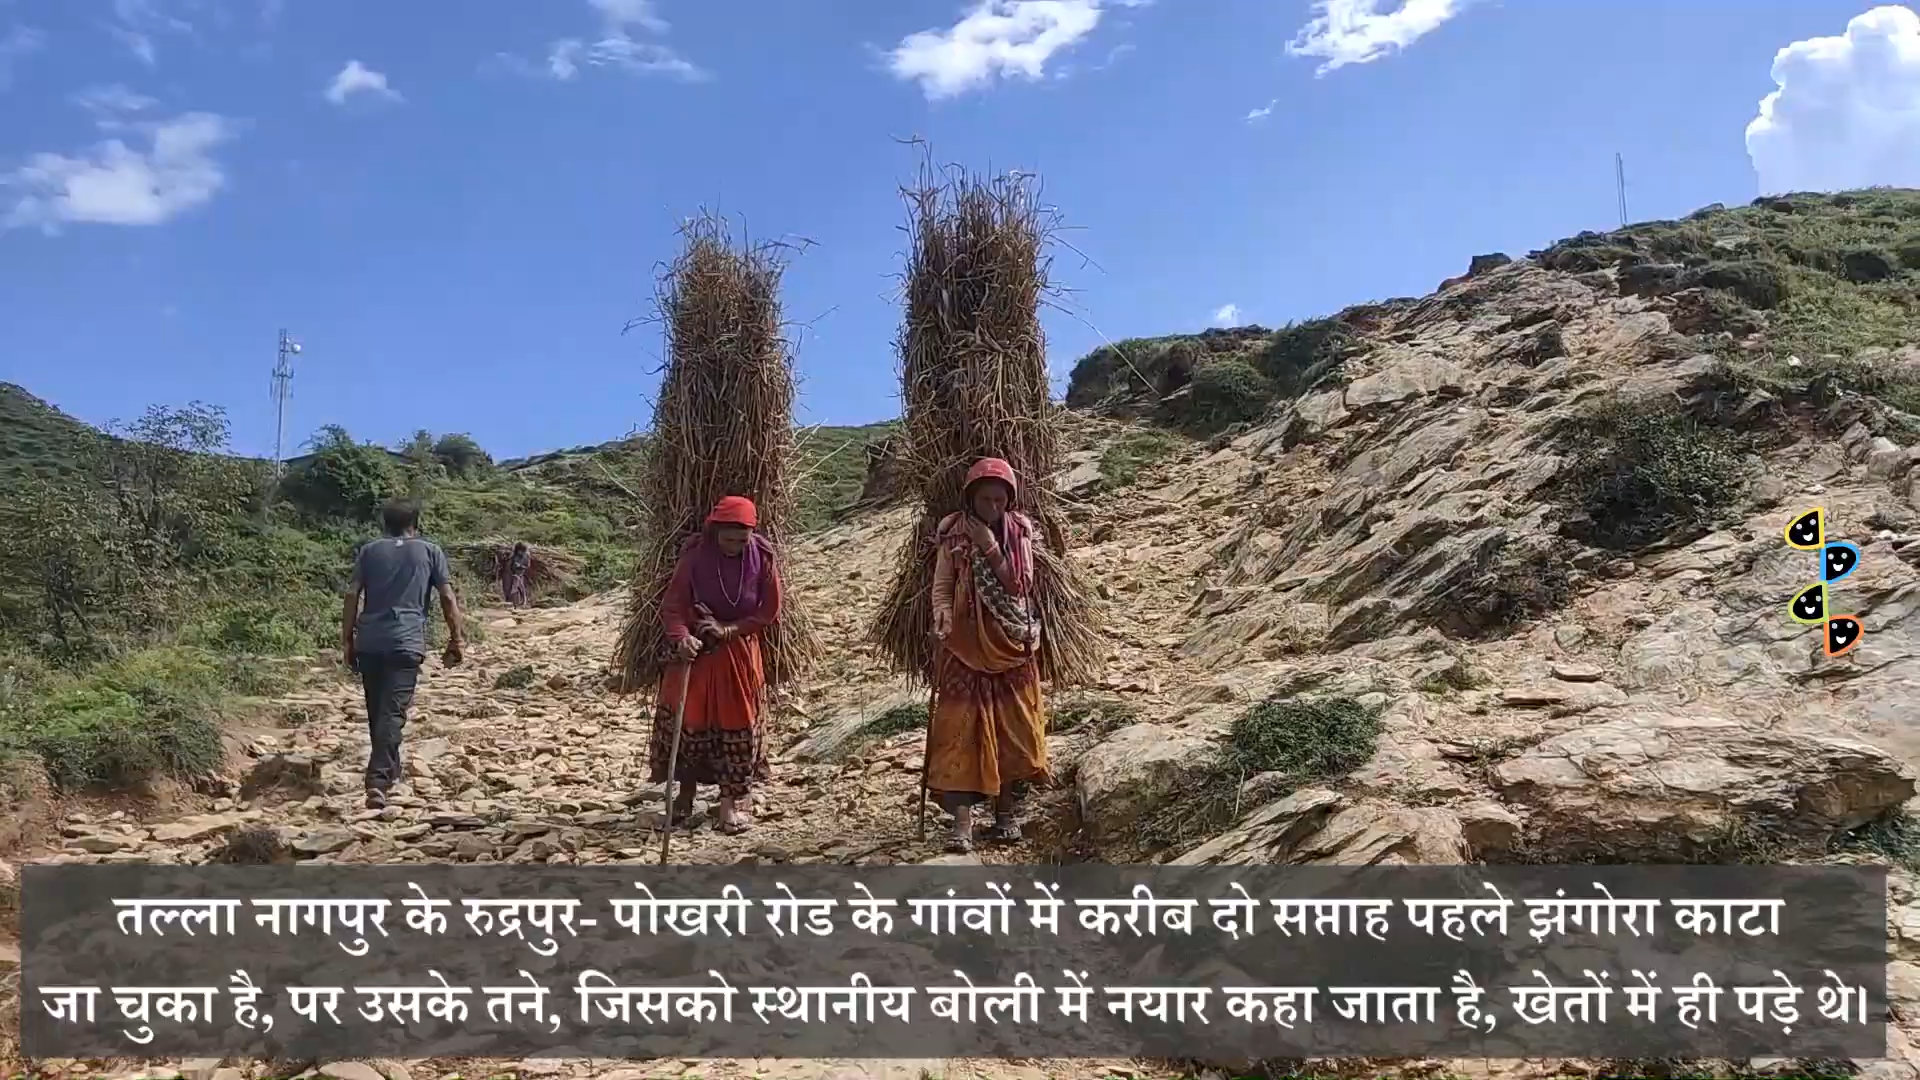 तल्ला नागपुर के रुद्रपुर- पोखरी रोड के गांवों में करीब दो सप्ताह पहले झंगोरा काटा
जा चुका है, पर उसके तने, जिसको स्थानीय बोली में नयार कहा जाता है, खेतों में ही पड़े थे।